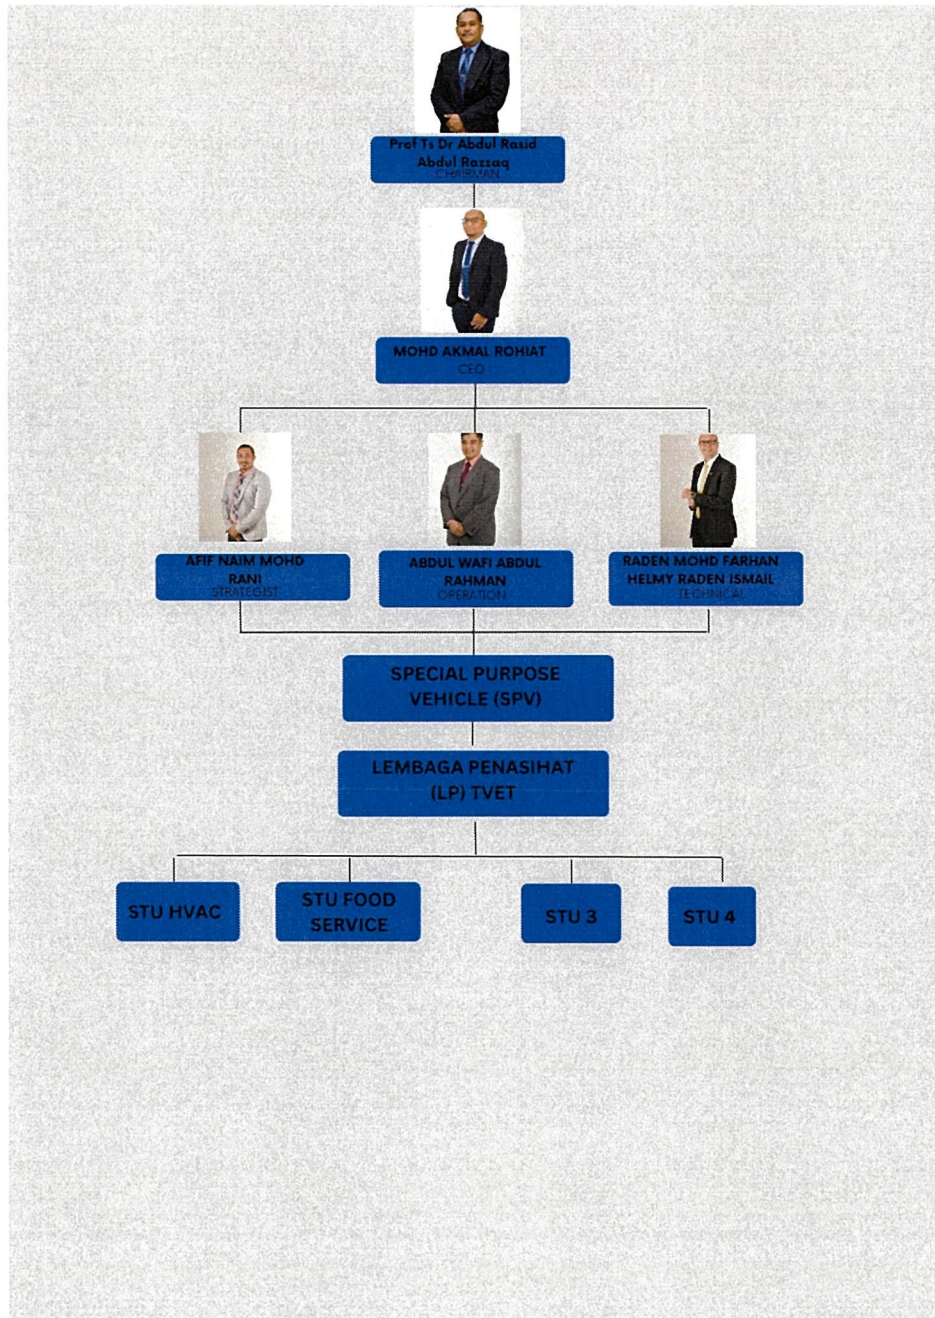 Prof Ts Dr Abdul Rasid
Abdul Razzaq
CHAIRMAN
MOHD AKMAL ROHIAT
CEO
AFIF NAIM MOHD
RANI
STRATEGIST
ABDUL WAFI ABDUL
RAHMAN
OPERATION
RADEN MOHD FARHAN
HELMY RADEN ISMAIL
TECHNICAL
SPECIAL PURPOSE
VEHICLE (SPV)
LEMBAGA PENASIHAT
(LP) TVET
STU HVAC
STU FOOD
SERVICE
STU 3
STU 4